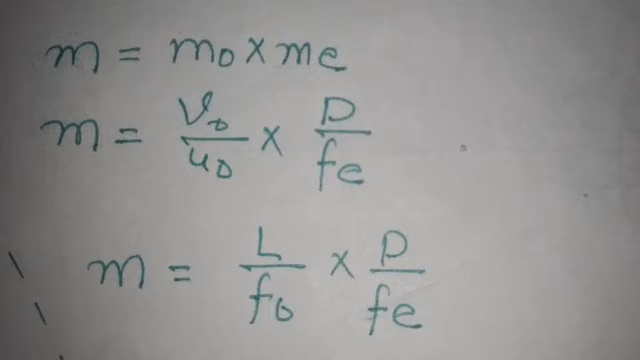 m = m₀ × me
m = V₀/u₀ × D/fe
m = L/f₀ × D/fe